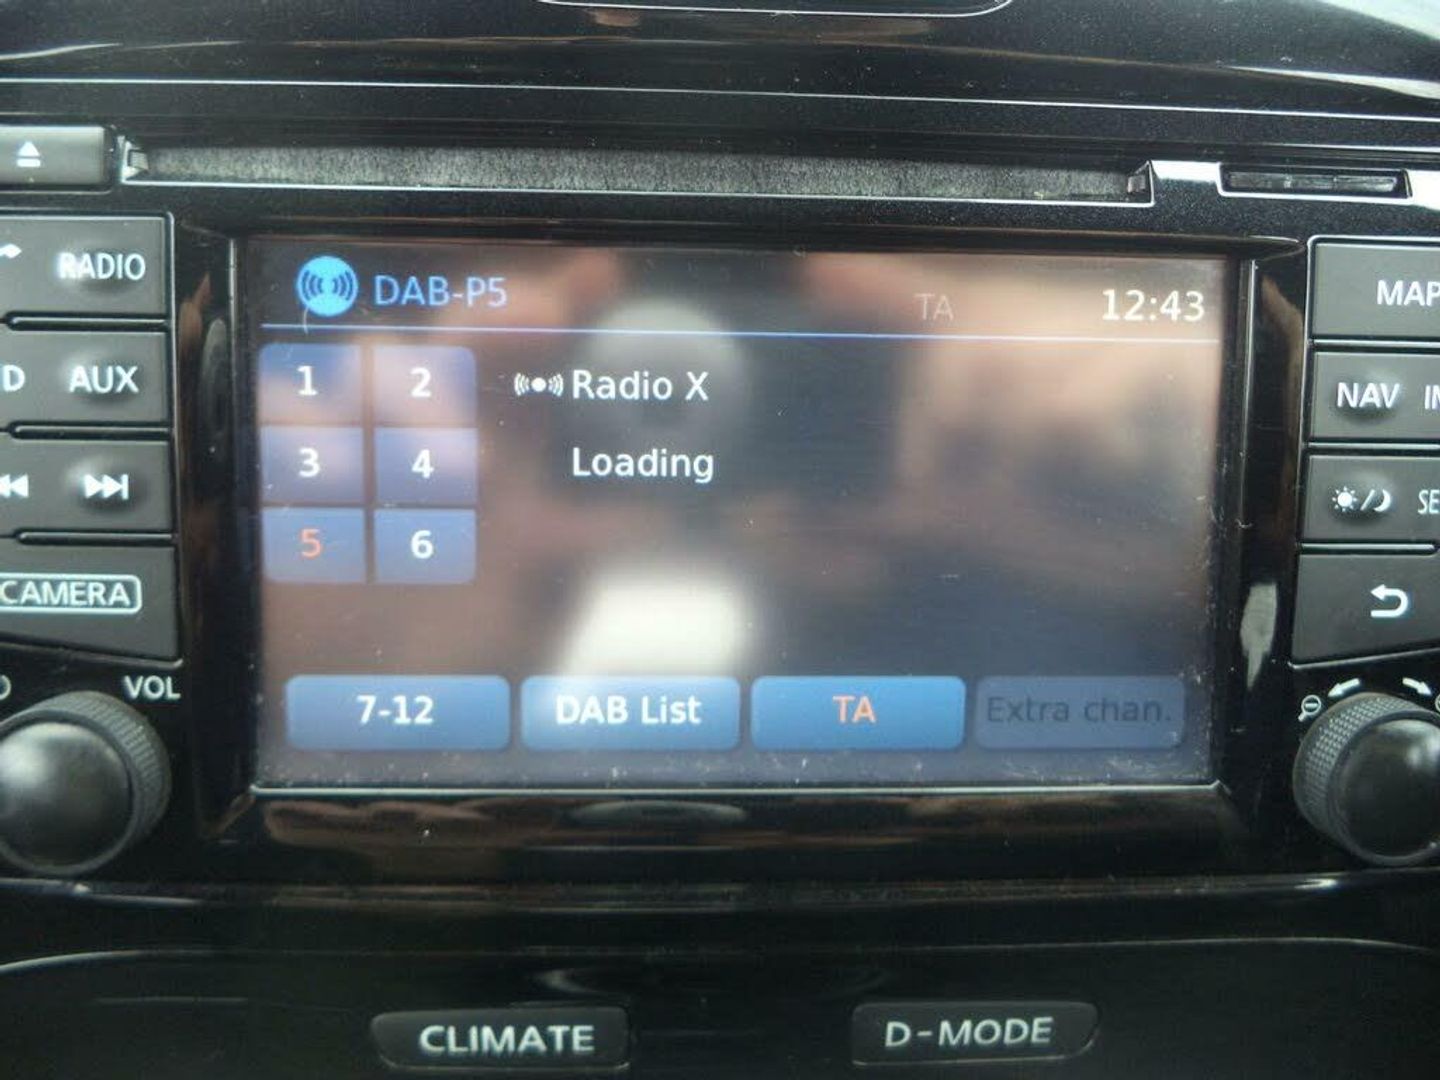 RADIO
DAB-P5
TA
12:43
MAP
1
2
Radio X
D
AUX
NAV
3
4
Loading
5
6
CAMERA
VOL
7-12
DAB List
TA
Extra chan.
CLIMATE
D-MODE